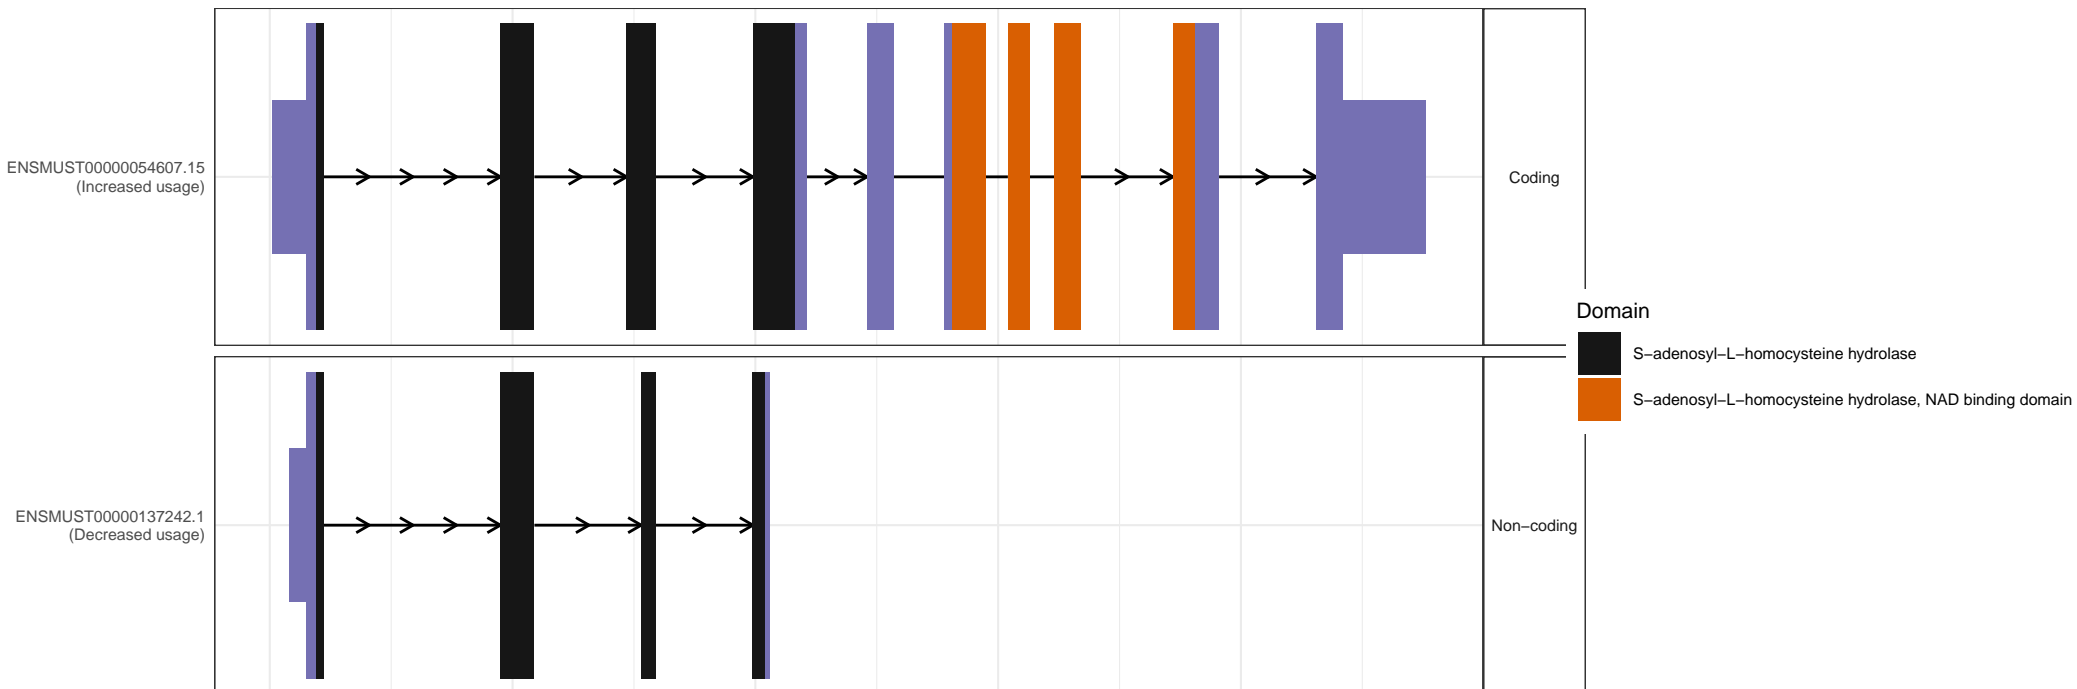 ENSMUST00000054607.15
(Increased usage)
Coding
Domain
S−adenosyl−L−homocysteine hydrolase
S−adenosyl−L−homocysteine hydrolase, NAD binding domain
ENSMUST00000137242.1
(Decreased usage)
Non−coding